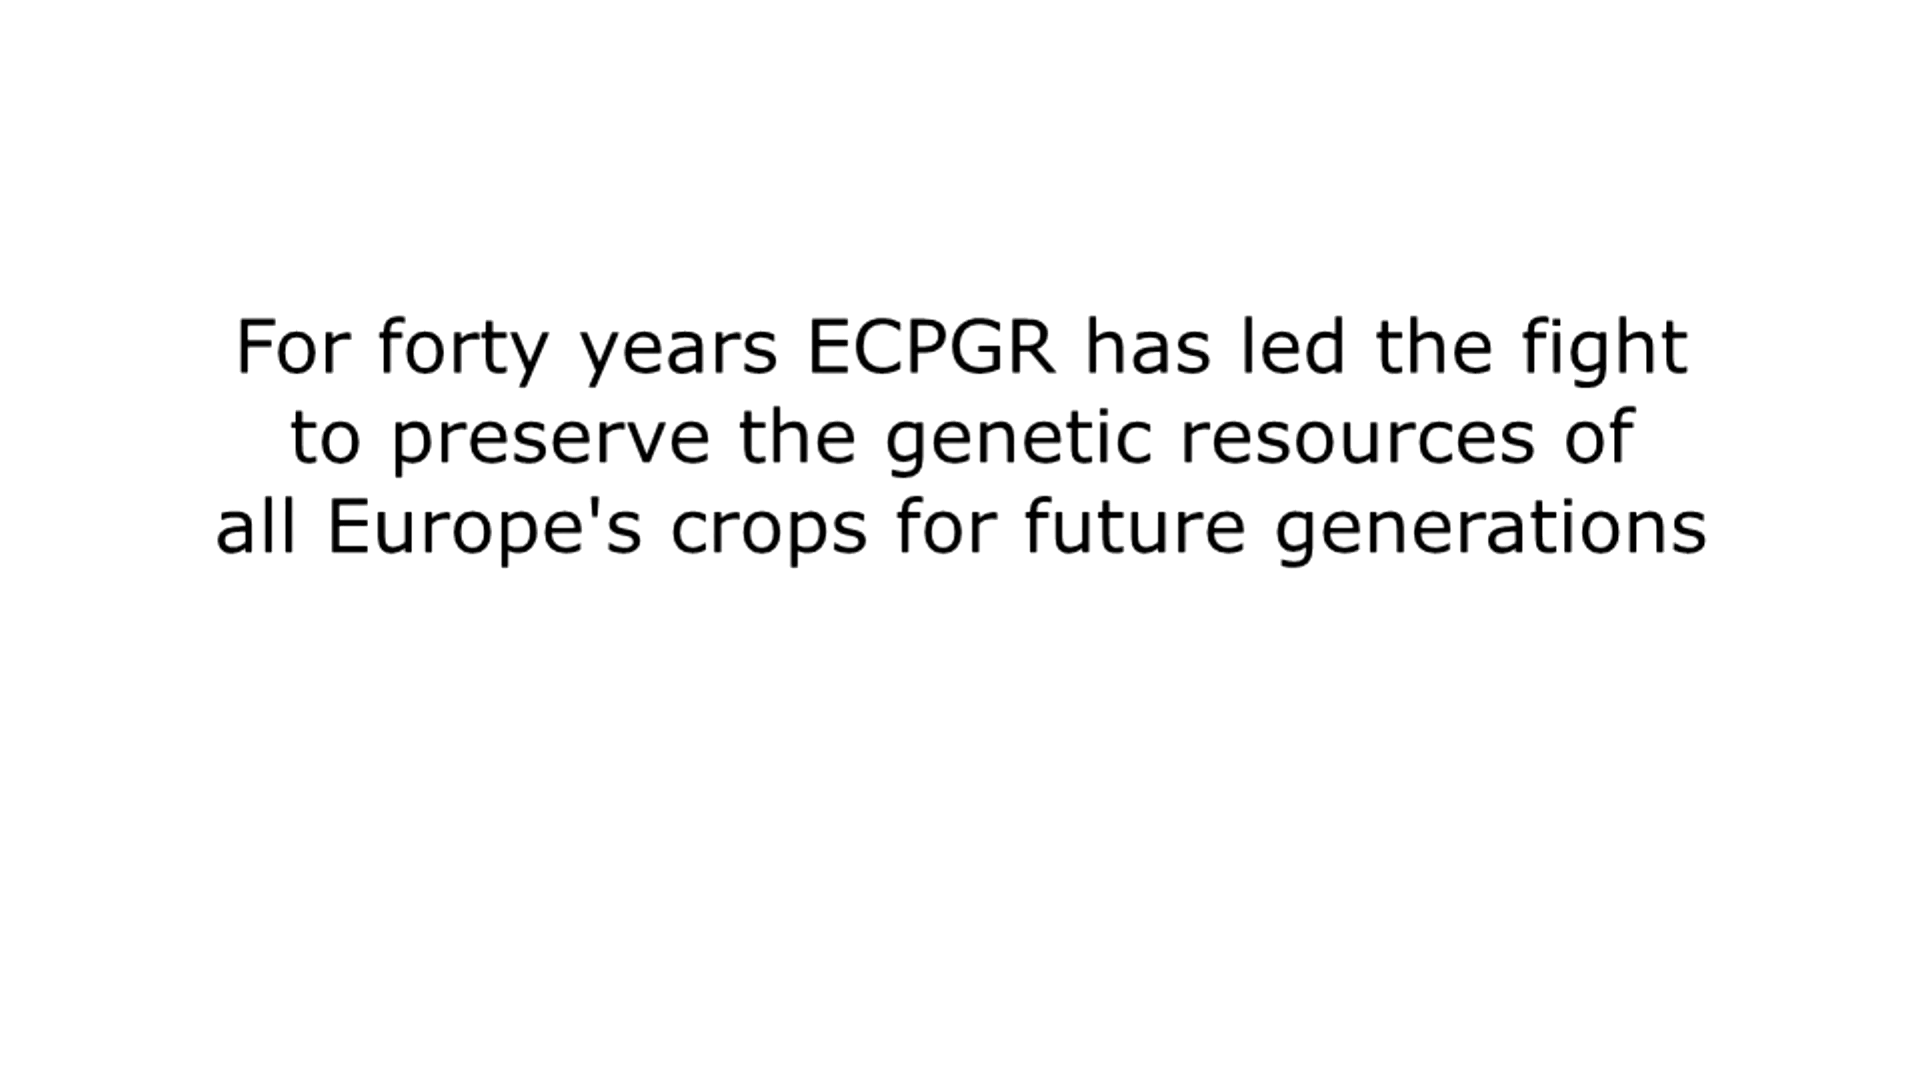 For forty years ECPGR has led the fight
to preserve the genetic resources of
all Europe's crops for future generations